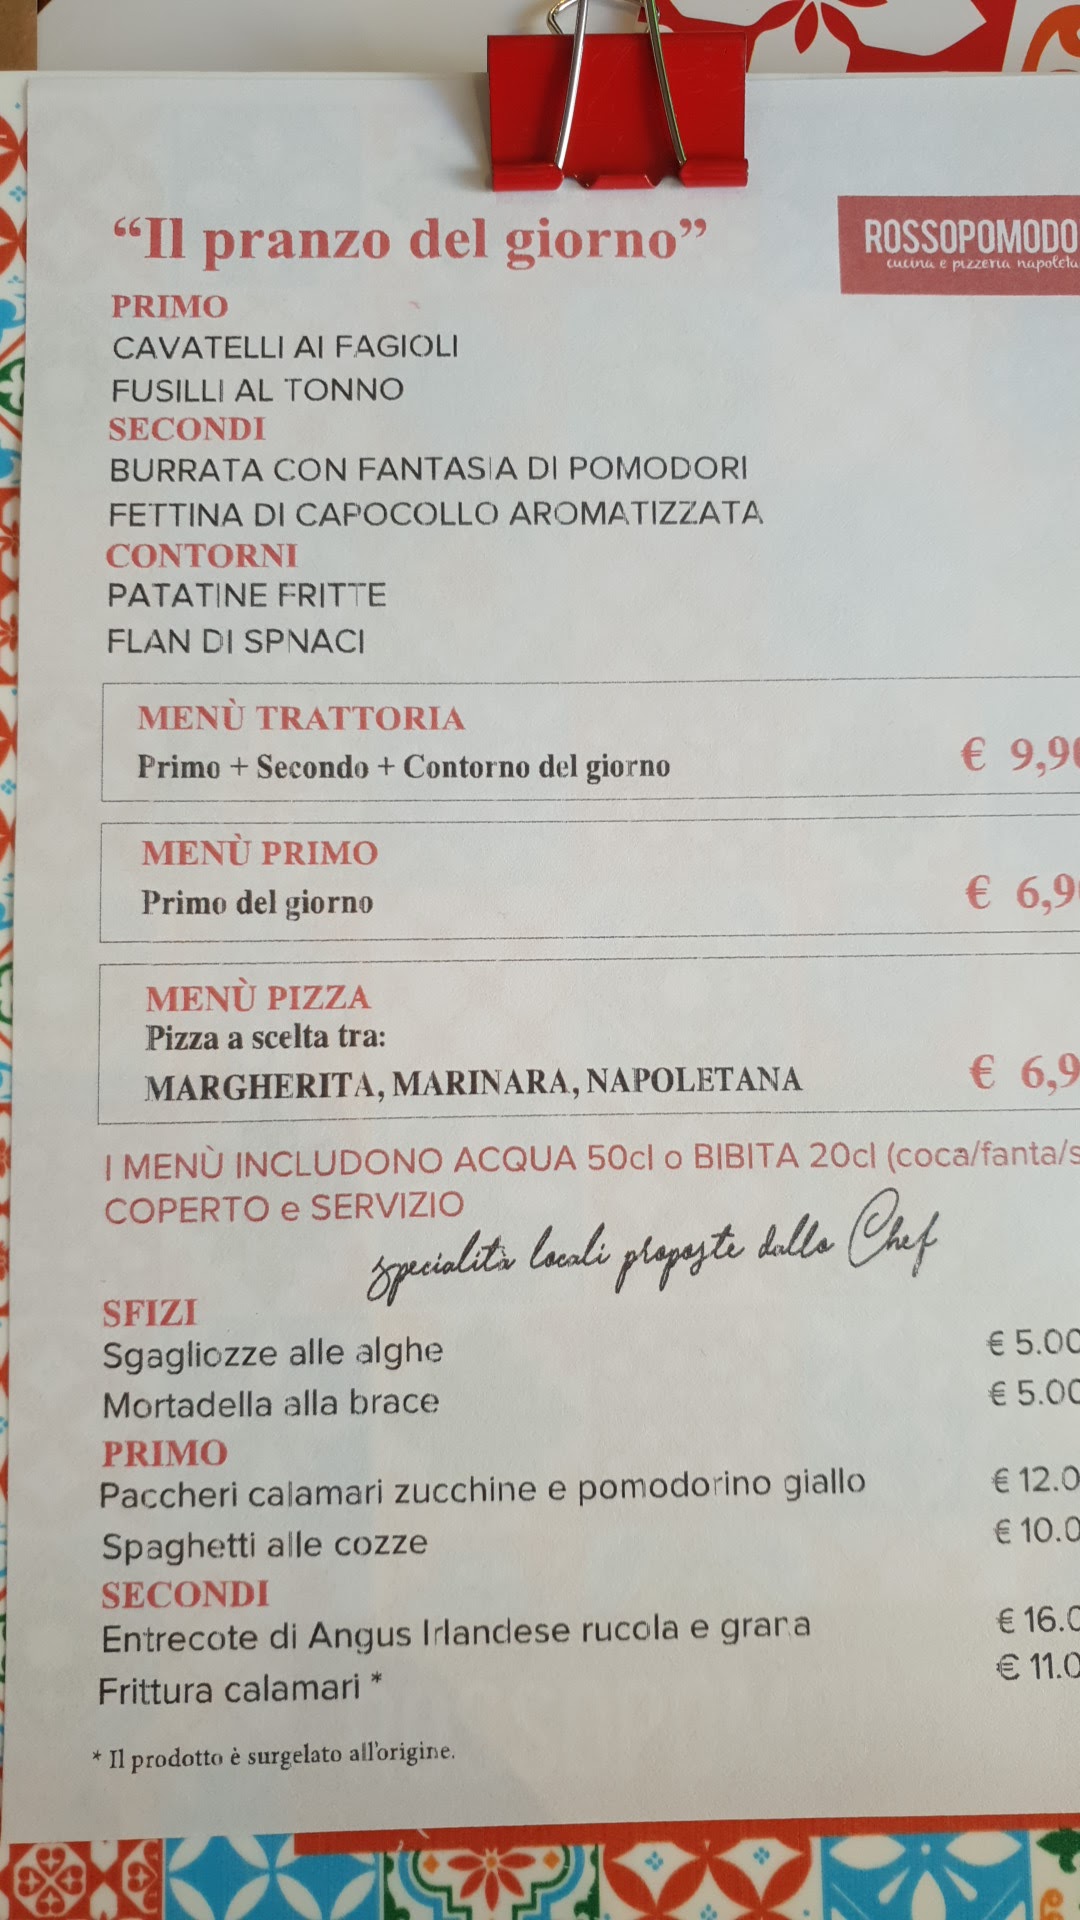 "Il pranzo del giorno"
ROSSOPOMODO
cucina e pizzeria napoleta
PRIMO
CAVATELLI AI FAGIOLI
FUSILLI AL TONNO
SECONDI
BURRATA CON FANTASIA DI POMODORI
FETTINA DI CAPOCOLLO AROMATIZZATA
CONTORNI
PATATINE FRITTE
FLAN DI SPNACI
MENÙ TRATTORIA
Primo + Secondo + Contorno del giorno € 9,90
MENÙ PRIMO
Primo del giorno € 6,9
MENÙ PIZZA
Pizza a scelta tra:
MARGHERITA, MARINARA, NAPOLETANA € 6,9
I MENÙ INCLUDONO ACQUA 50cl o BIBITA 20cl (coca/fanta/s
COPERTO e SERVIZIO
specialità locali proposte dallo Chef
SFIZI
Sgagliozze alle alghe € 5.00
Mortadella alla brace € 5.00
PRIMO
Paccheri calamari zucchine e pomodorino giallo € 12.0
Spaghetti alle cozze € 10.0
SECONDI
Entrecote di Angus Irlandese rucola e grana € 16.0
Frittura calamari * € 11.0
* Il prodotto è surgelato all'origine.